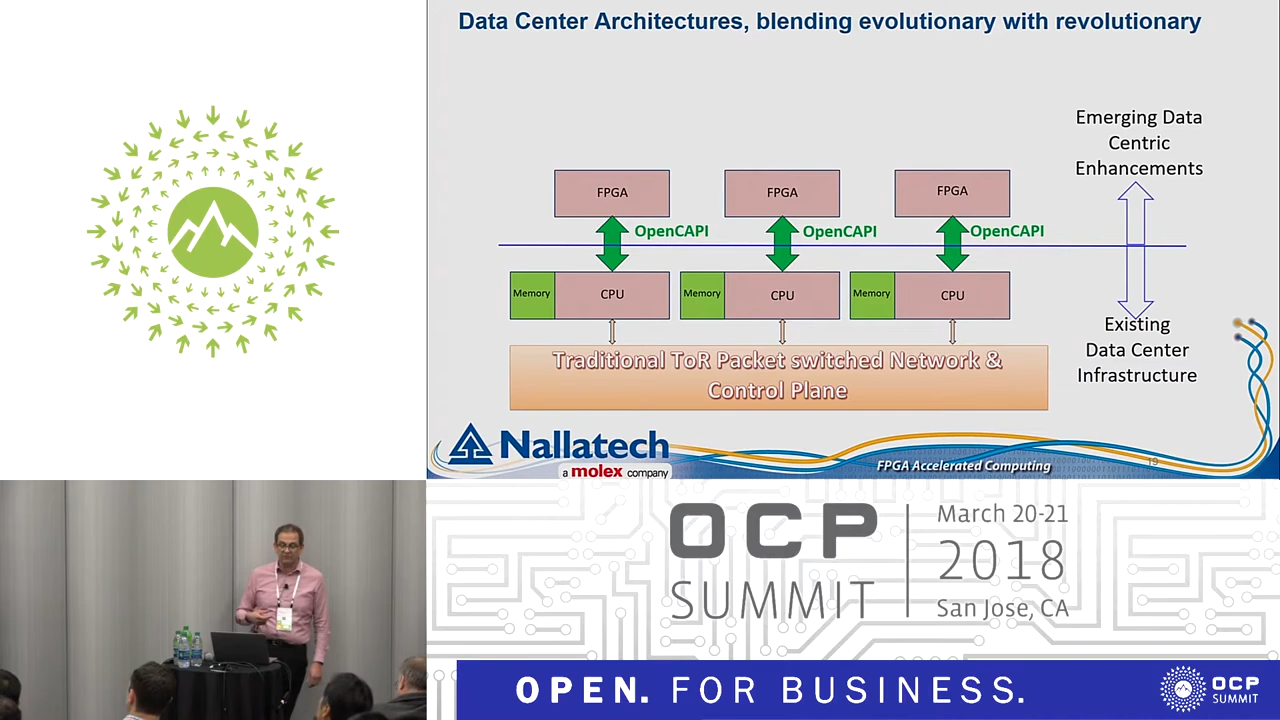 Data Center Architectures, blending evolutionary with revolutionary
Emerging Data
Centric
Enhancements
FPGA
FPGA
FPGA
OpenCAPI
OpenCAPI
OpenCAPI
Memory
CPU
Memory
CPU
Memory
CPU
Existing
Data Center
Infrastructure
Traditional ToR Packet switched Network &
Control Plane
Nallatech
a molex company
FPGA Accelerated Computing
19
OCP
SUMMIT
March 20-21
2018
San Jose, CA
OPEN. FOR BUSINESS.
OCP
SUMMIT